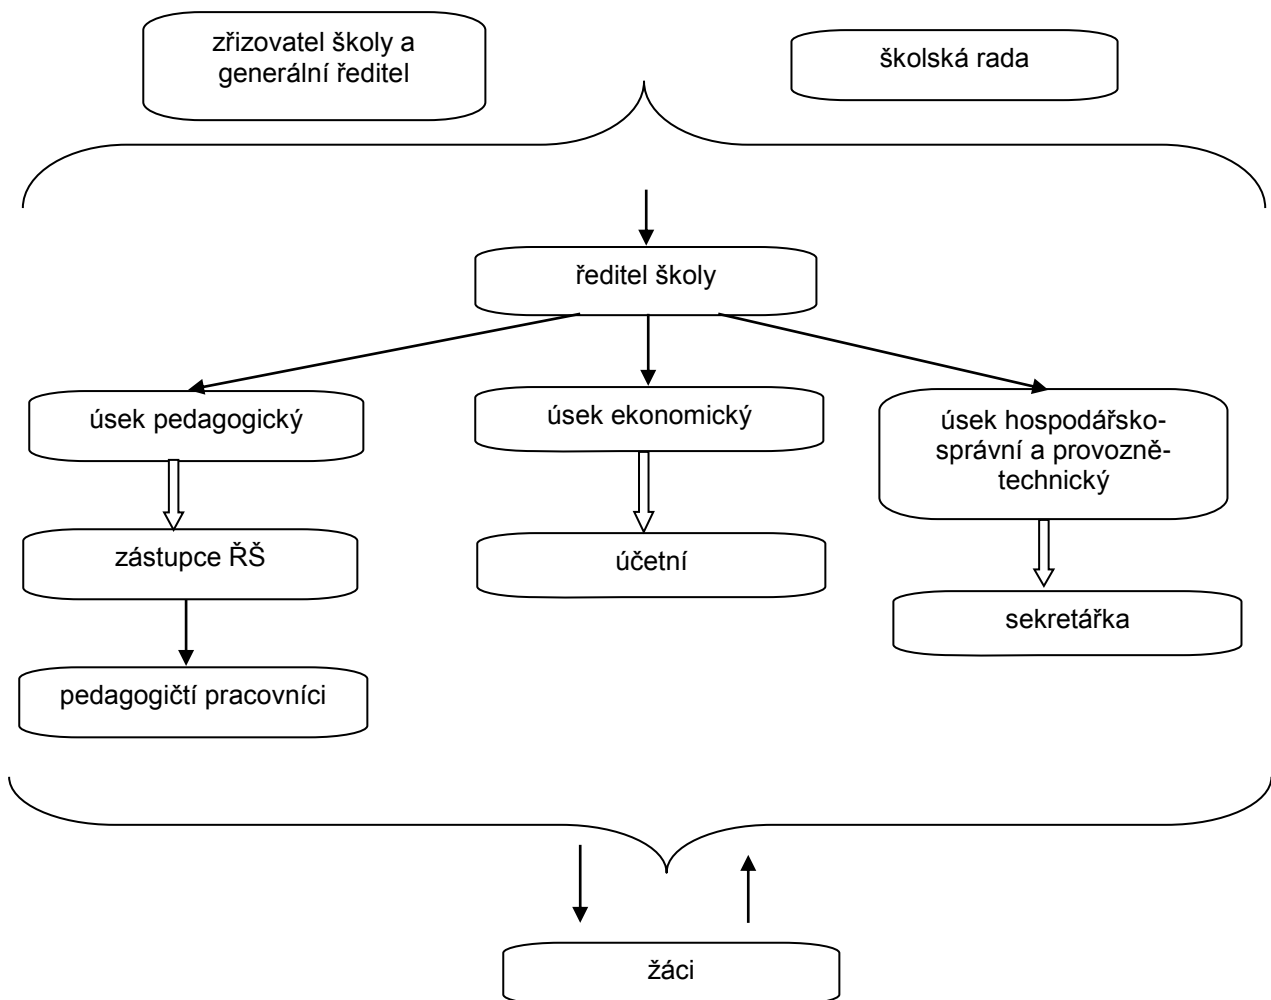 zřizovatel školy a
generální ředitel
školská rada
ředitel školy
úsek pedagogický
úsek ekonomický
úsek hospodářsko-
správní a provozně-
technický
zástupce ŘŠ
účetní
sekretářka
pedagogičtí pracovníci
žáci